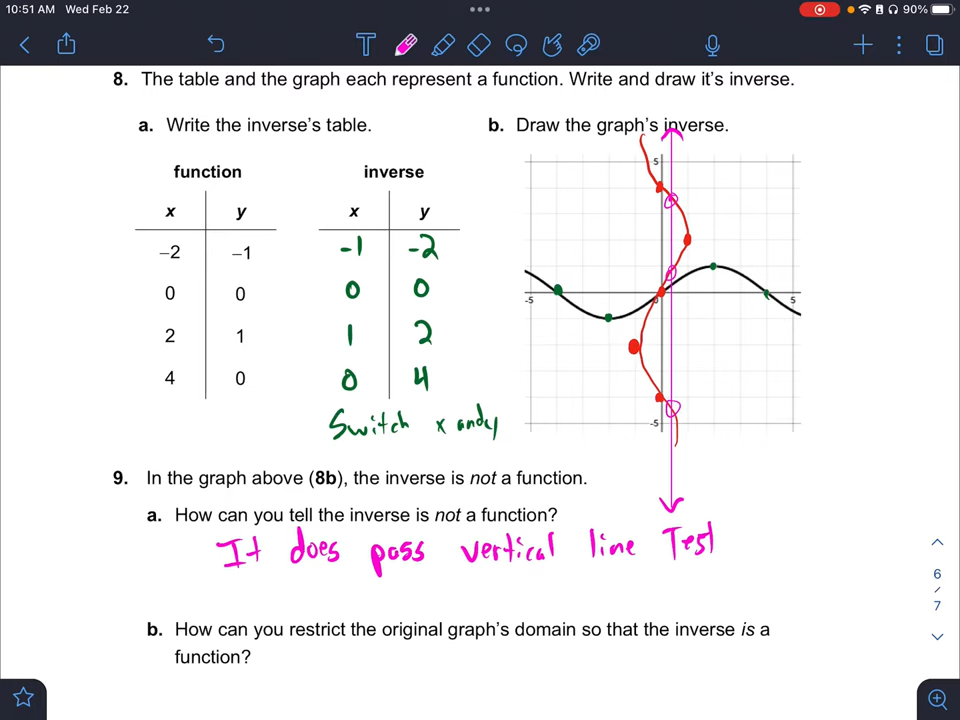 10:51 AM Wed Feb 22
90%
T
8. The table and the graph each represent a function. Write and draw it's inverse.
a. Write the inverse's table.
b. Draw the graph's inverse.
function
inverse
x y
x y
−2 −1
-1 -2
0 0
0 0
2 1
1 2
4 0
0 4
Switch x and y
5
-5
0
5
-5
9. In the graph above (8b), the inverse is not a function.
a. How can you tell the inverse is not a function?
It does pass vertical line Test
b. How can you restrict the original graph's domain so that the inverse is a
function?
6
/
7